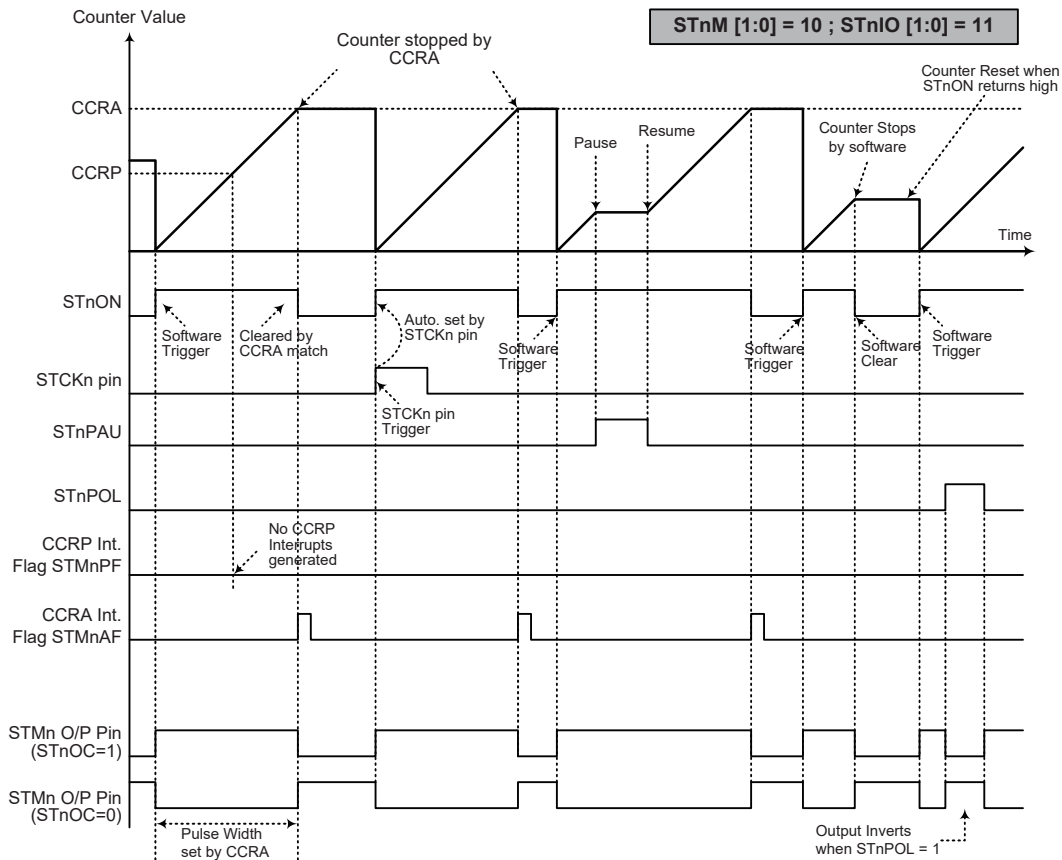 Counter Value
STnM [1:0] = 10 ; STnIO [1:0] = 11
Counter stopped by
CCRA
Counter Reset when
STnON returns high
CCRA
Pause
Resume
Counter Stops
by software
CCRP
Time
STnON
Software
Trigger
Cleared by
CCRA match
Auto. set by
STCKn pin
Software
Trigger
Software
Trigger
Software
Clear
Software
Trigger
STCKn pin
STCKn pin
Trigger
STnPAU
STnPOL
No CCRP
Interrupts
generated
CCRP Int.
Flag STMnPF
CCRA Int.
Flag STMnAF
STMn O/P Pin
(STnOC=1)
STMn O/P Pin
(STnOC=0)
Pulse Width
set by CCRA
Output Inverts
when STnPOL = 1